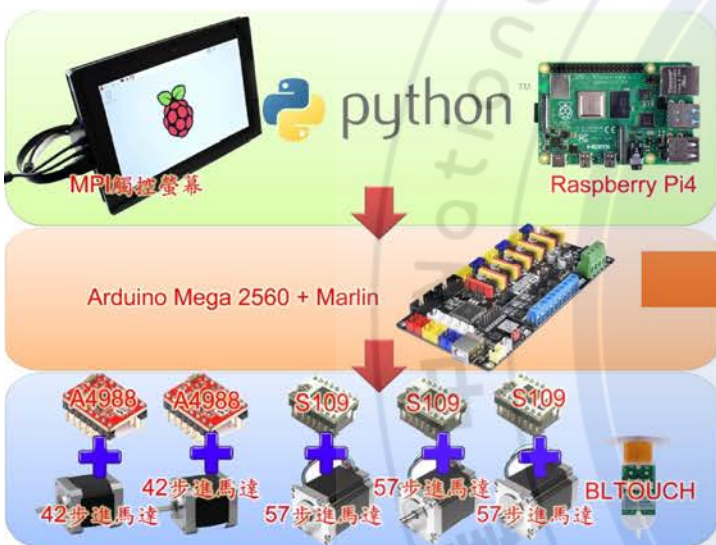 python™
MPI觸控螢幕
Raspberry Pi4
Arduino Mega 2560 + Marlin
A4988
A4988
S109
S109
S109
42步進馬達
42步進馬達
57步進馬達
57步進馬達
57步進馬達
BLTOUCH